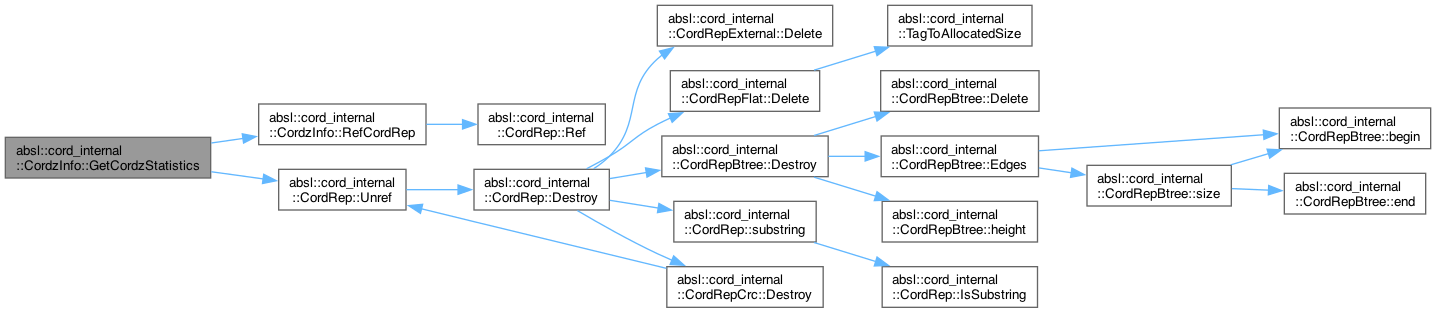 absl::cord_internal
::CordzInfo::GetCordzStatistics
absl::cord_internal
::CordzInfo::RefCordRep
absl::cord_internal
::CordRep::Ref
absl::cord_internal
::CordRep::Unref
absl::cord_internal
::CordRep::Destroy
absl::cord_internal
::CordRepExternal::Delete
absl::cord_internal
::CordRepFlat::Delete
absl::cord_internal
::TagToAllocatedSize
absl::cord_internal
::CordRepBtree::Destroy
absl::cord_internal
::CordRepBtree::Delete
absl::cord_internal
::CordRepBtree::Edges
absl::cord_internal
::CordRepBtree::begin
absl::cord_internal
::CordRepBtree::size
absl::cord_internal
::CordRepBtree::end
absl::cord_internal
::CordRepBtree::height
absl::cord_internal
::CordRep::substring
absl::cord_internal
::CordRep::IsSubstring
absl::cord_internal
::CordRepCrc::Destroy